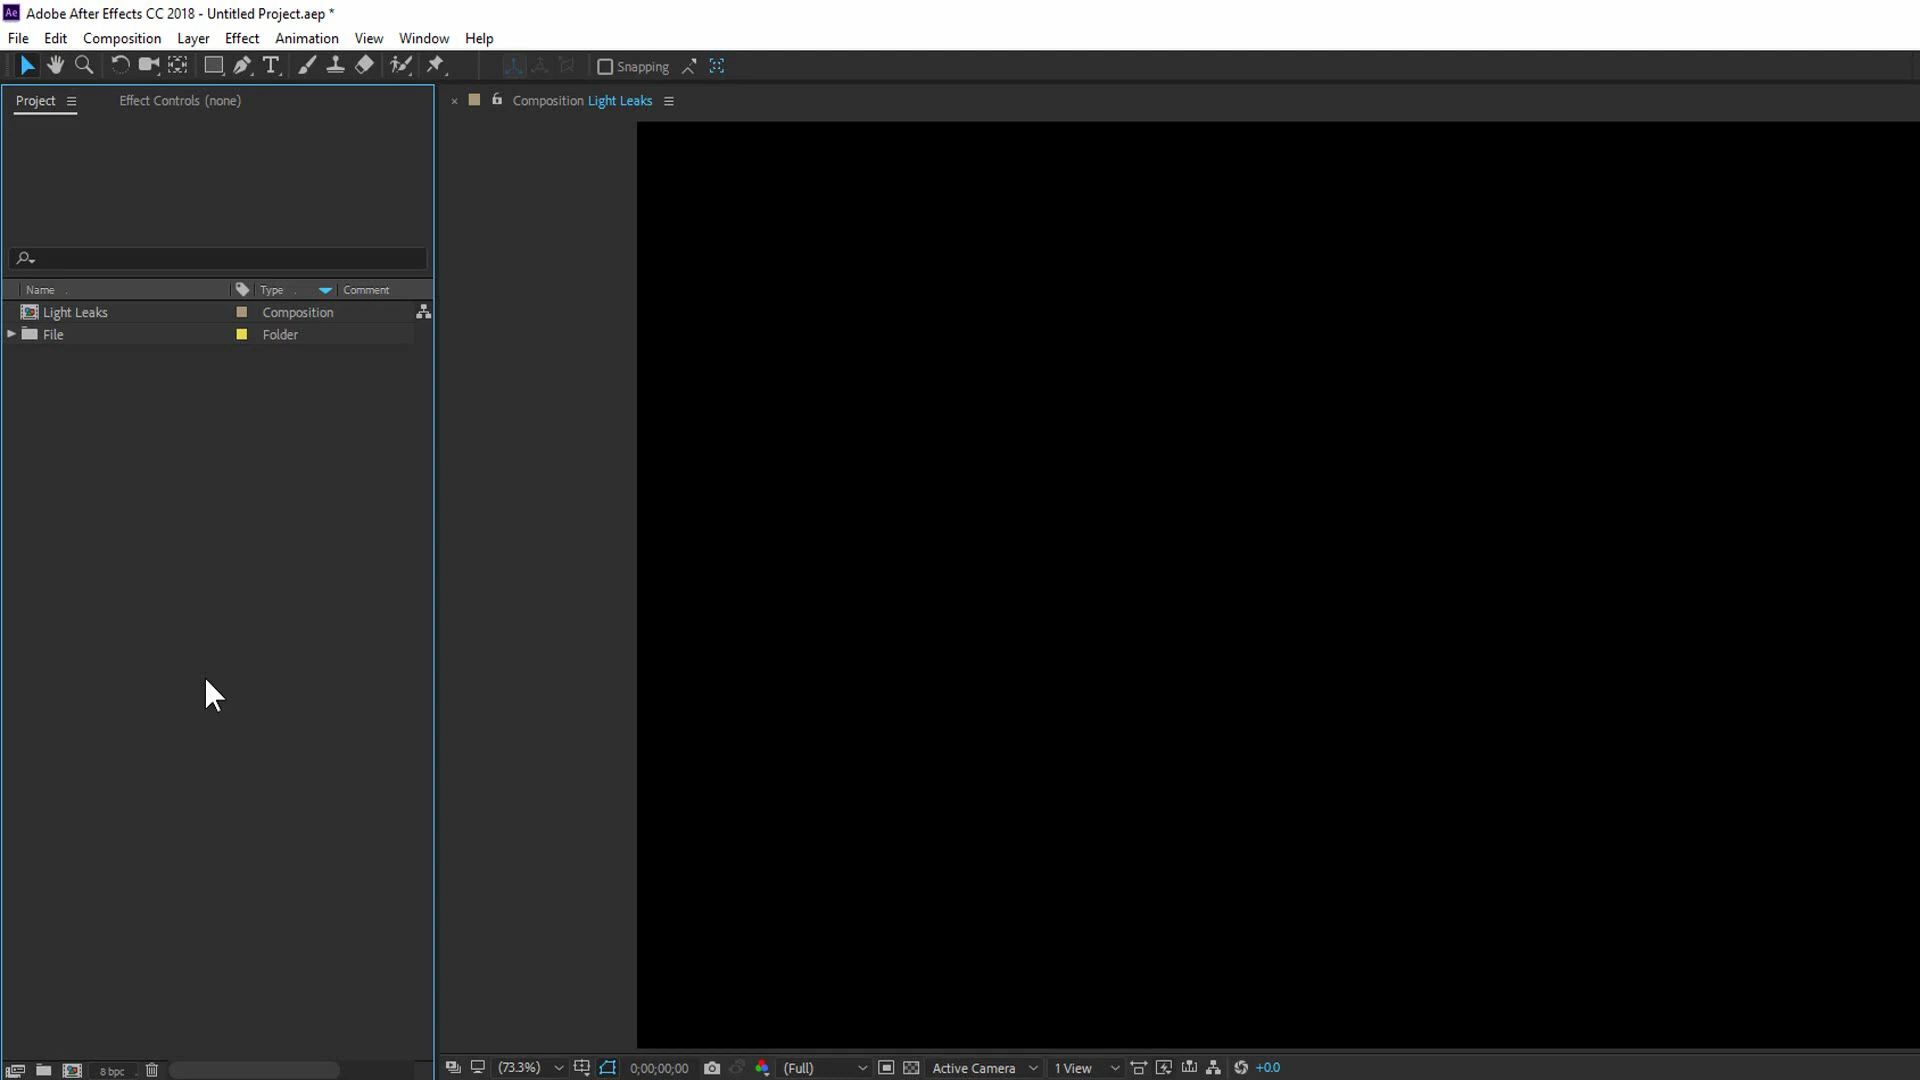 Ae Adobe After Effects CC 2018 - Untitled Project.aep *
File Edit Composition Layer Effect Animation View Window Help
T Snapping
Project Effect Controls (none) × Composition Light Leaks
Name Type Comment
Light Leaks Composition
File Folder
8 bpc (73.3%) 0;00;00;00 (Full) Active Camera 1 View +0.0